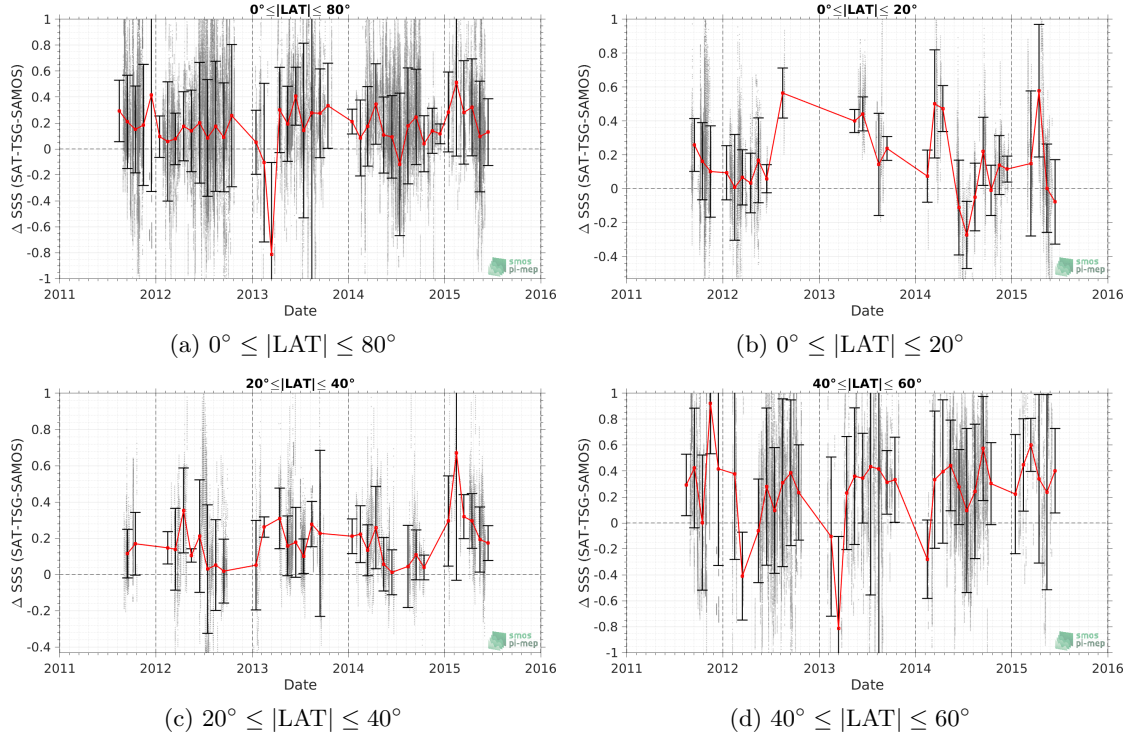 0°≤|LAT|≤ 80°
Δ SSS (SAT-TSG-SAMOS)
1
0.8
0.6
0.4
0.2
0
-0.2
-0.4
-0.6
-0.8
-1
2011 2012 2013 2014 2015 2016
Date
smos
pi-mep
(a) 0° ≤ |LAT| ≤ 80°
0°≤|LAT|≤ 20°
Δ SSS (SAT-TSG-SAMOS)
1
0.8
0.6
0.4
0.2
0
-0.2
-0.4
2011 2012 2013 2014 2015 2016
Date
smos
pi-mep
(b) 0° ≤ |LAT| ≤ 20°
20°≤|LAT|≤ 40°
Δ SSS (SAT-TSG-SAMOS)
1
0.8
0.6
0.4
0.2
0
-0.2
-0.4
2011 2012 2013 2014 2015 2016
Date
smos
pi-mep
(c) 20° ≤ |LAT| ≤ 40°
40°≤|LAT|≤ 60°
Δ SSS (SAT-TSG-SAMOS)
1
0.8
0.6
0.4
0.2
0
-0.2
-0.4
-0.6
-0.8
-1
2011 2012 2013 2014 2015 2016
Date
smos
pi-mep
(d) 40° ≤ |LAT| ≤ 60°